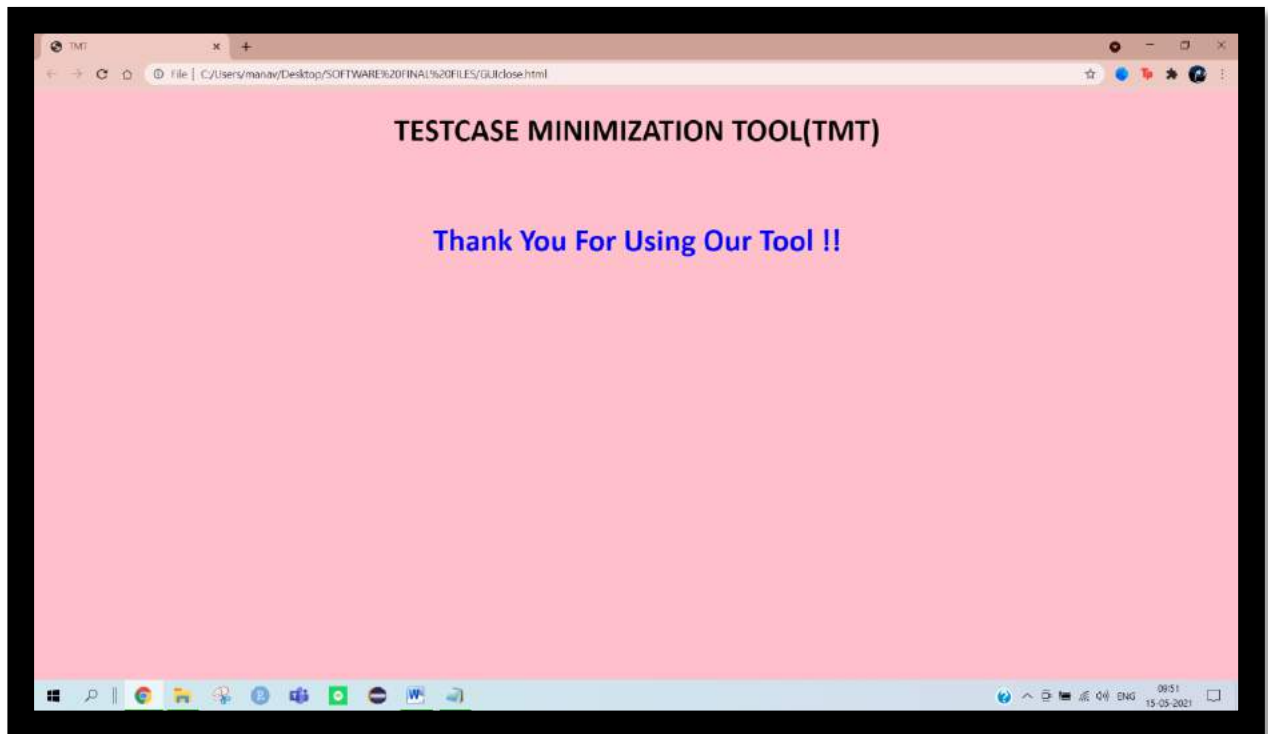 TMT
File | C:/Users/manav/Desktop/SOFTWARE%20FINAL%20FILES/GUIclose.html
TESTCASE MINIMIZATION TOOL(TMT)
Thank You For Using Our Tool !!
ENG
09:51
15-05-2021